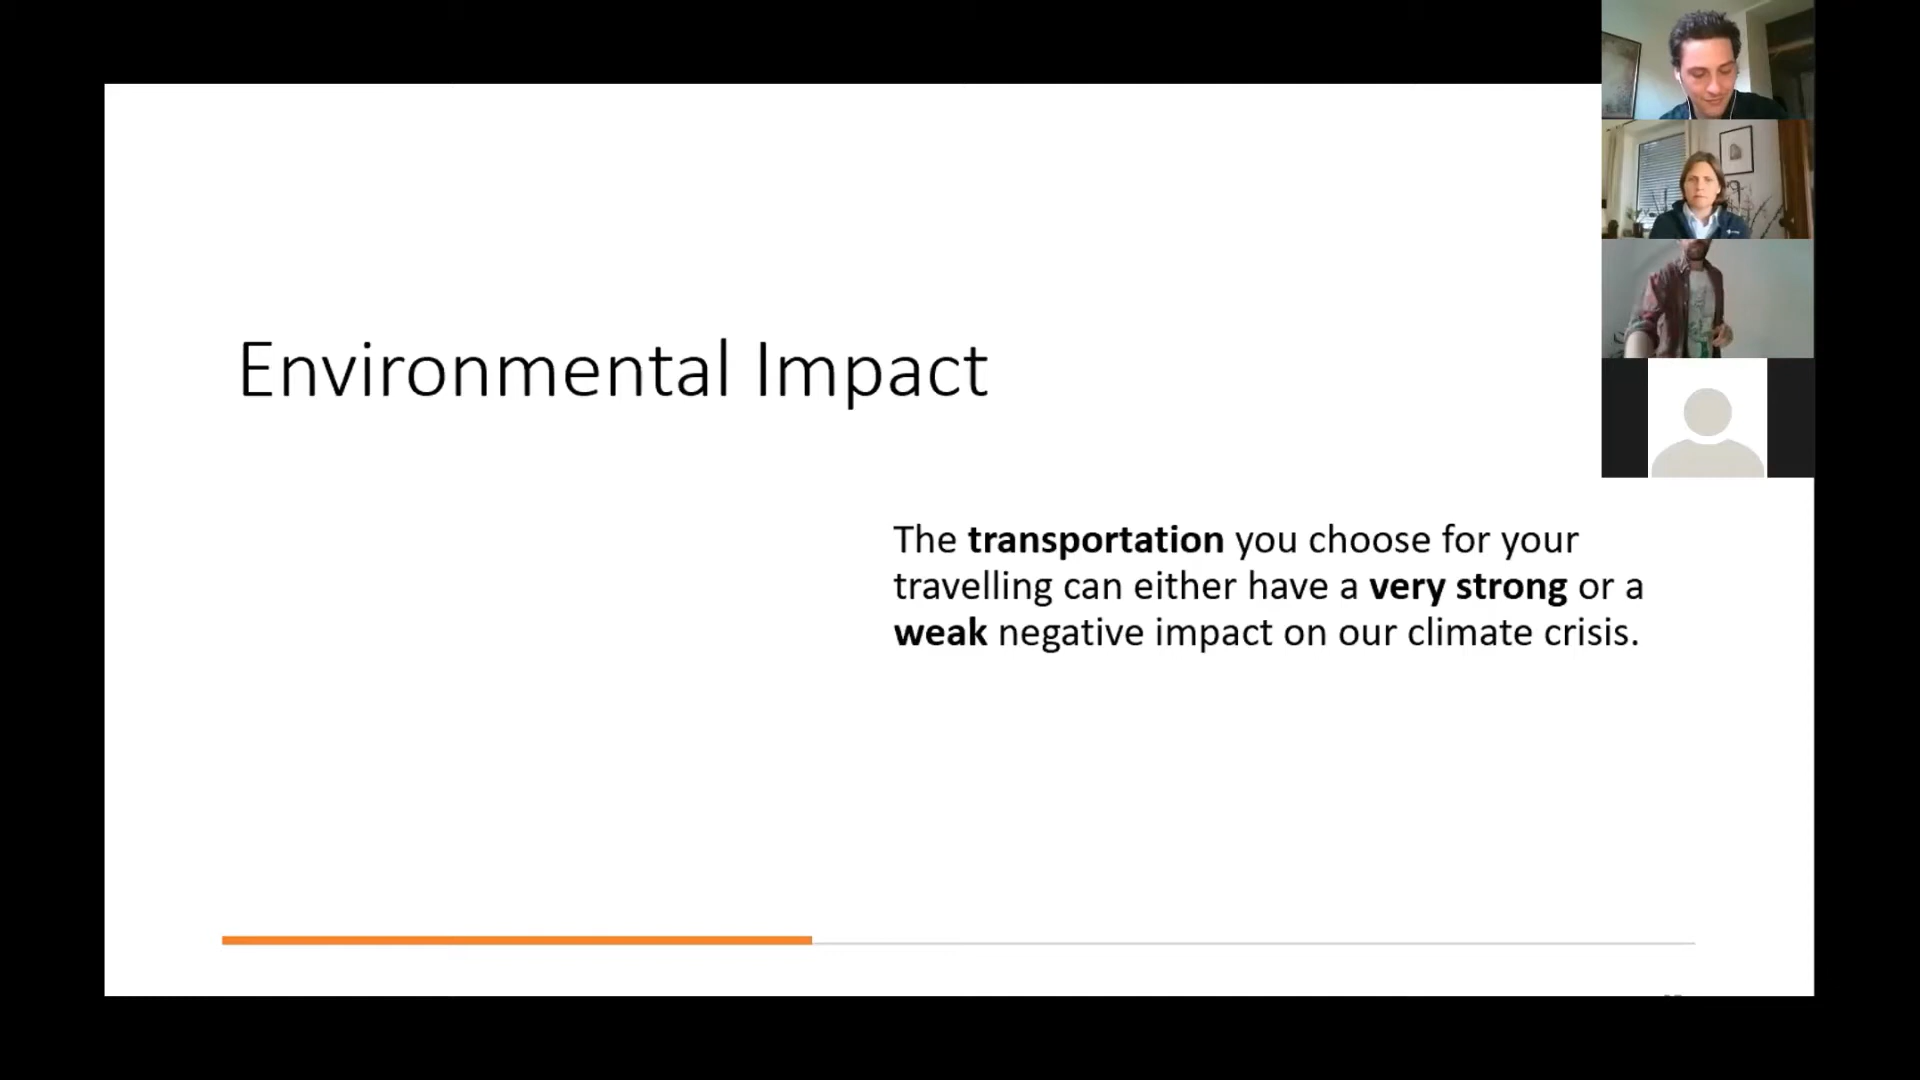 Environmental Impact
The transportation you choose for your
travelling can either have a very strong or a
weak negative impact on our climate crisis.